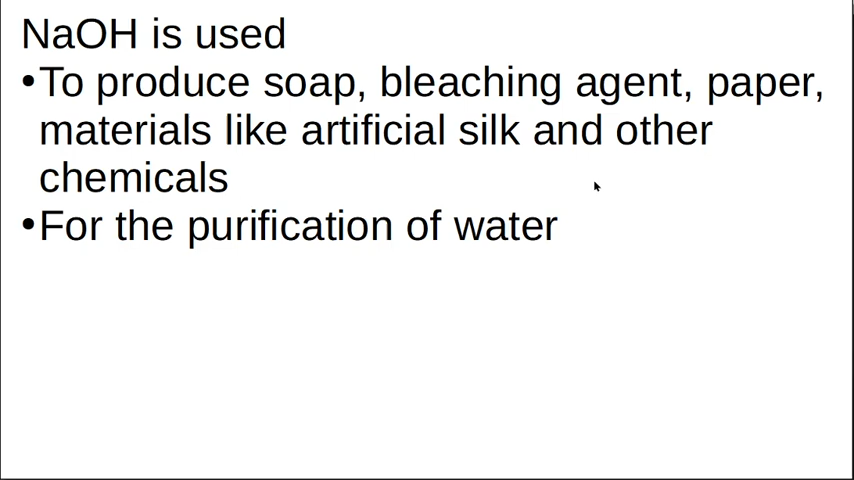 NaOH is used
•To produce soap, bleaching agent, paper,
materials like artificial silk and other
chemicals
•For the purification of water